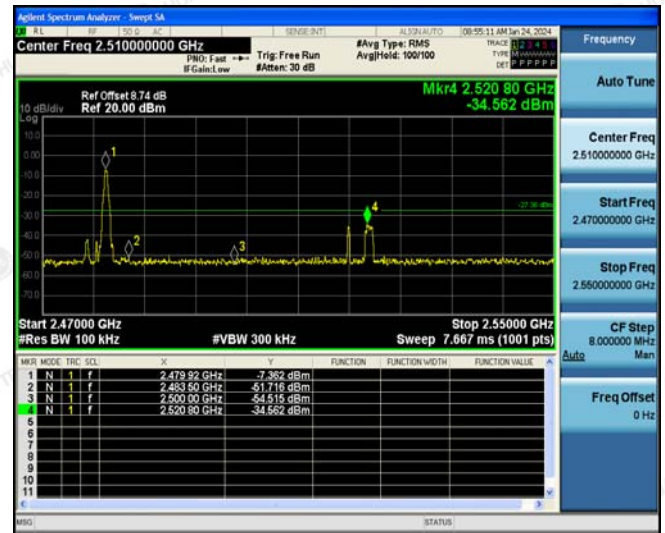 Agilent Spectrum Analyzer - Swept SA
RL RF 50 Ω AC SENSE:INT ALIGNAUTO 08:55:11 AM Jan 24, 2024
Center Freq 2.510000000 GHz
PNO: Fast
IFGain:Low
Trig: Free Run
#Atten: 30 dB
#Avg Type: RMS
Avg|Hold: 100/100
TRACE 1 2 3 4 5 6
TYPE
DET P P P P P P
Frequency
Auto Tune
Center Freq
2.510000000 GHz
Start Freq
2.470000000 GHz
Stop Freq
2.550000000 GHz
CF Step
8.000000 MHz
Auto Man
Freq Offset
0 Hz
Mkr4 2.520 80 GHz
-34.562 dBm
Ref Offset 8.74 dB
10 dB/div Ref 20.00 dBm
Log
10.0
0.00
-10.0
-20.0
-30.0
-40.0
-50.0
-60.0
-70.0
1
2
3
4
-27.36 dBm
Start 2.47000 GHz Stop 2.55000 GHz
#Res BW 100 kHz #VBW 300 kHz Sweep 7.667 ms (1001 pts)
MKR MODE TRC SCL X Y FUNCTION FUNCTION WIDTH FUNCTION VALUE
1 N 1 f 2.479 92 GHz -7.362 dBm
2 N 1 f 2.483 50 GHz -51.716 dBm
3 N 1 f 2.500 00 GHz -54.515 dBm
4 N 1 f 2.520 80 GHz -34.562 dBm
5
6
7
8
9
10
11
MSG STATUS